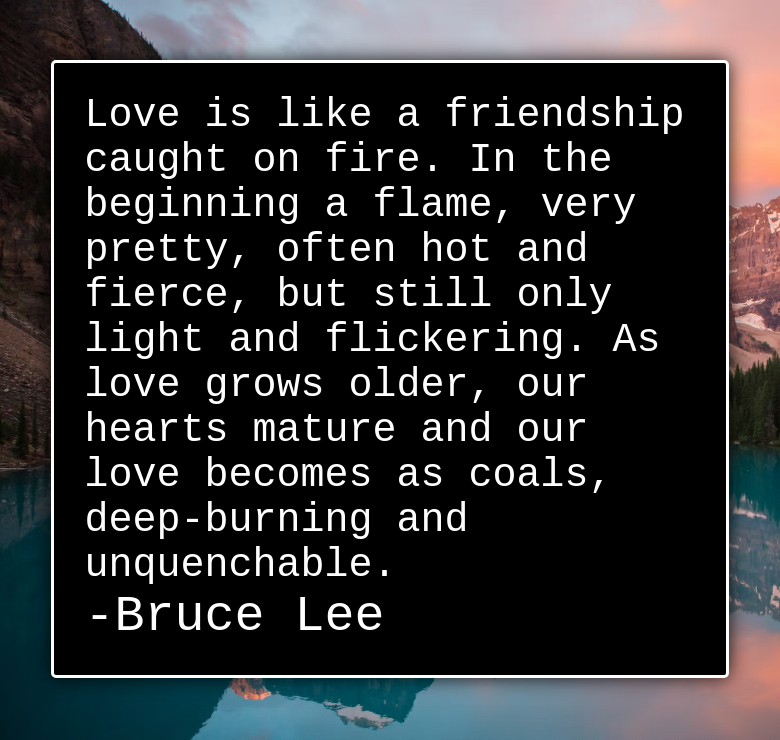 Love is like a friendship
caught on fire. In the
beginning a flame, very
pretty, often hot and
fierce, but still only
light and flickering. As
love grows older, our
hearts mature and our
love becomes as coals,
deep-burning and
unquenchable.
-Bruce Lee